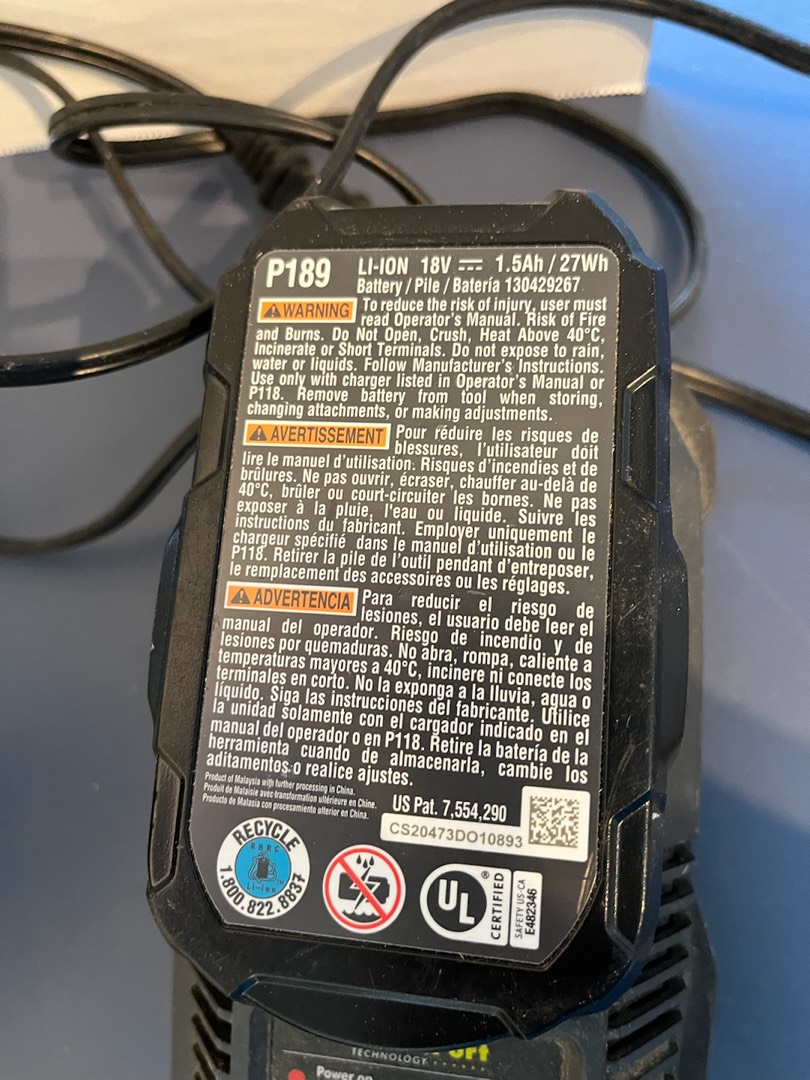 P189 LI-ION 18V ⎓ 1.5Ah / 27Wh
Battery / Pile / Batería 130429267
⚠WARNING To reduce the risk of injury, user must
read Operator's Manual. Risk of Fire
and Burns. Do Not Open, Crush, Heat Above 40°C,
Incinerate or Short Terminals. Do not expose to rain,
water or liquids. Follow Manufacturer's Instructions.
Use only with charger listed in Operator's Manual or
P118. Remove battery from tool when storing,
changing attachments, or making adjustments.
⚠AVERTISSEMENT Pour réduire les risques de
blessures, l'utilisateur doit
lire le manuel d'utilisation. Risques d'incendies et de
brûlures. Ne pas ouvrir, écraser, chauffer au-delà de
40°C, brûler ou court-circuiter les bornes. Ne pas
exposer à la pluie, l'eau ou liquide. Suivre les
instructions du fabricant. Employer uniquement le
chargeur spécifié dans le manuel d'utilisation ou le
P118. Retirer la pile de l'outil pendant d'entreposer,
le remplacement des accessoires ou les réglages.
⚠ADVERTENCIA Para reducir el riesgo de
lesiones, el usuario debe leer el
manual del operador. Riesgo de incendio y de
lesiones por quemaduras. No abra, rompa, caliente a
temperaturas mayores a 40°C, incinere ni conecte los
terminales en corto. No la exponga a la lluvia, agua o
líquido. Siga las instrucciones del fabricante. Utilice
la unidad solamente con el cargador indicado en el
manual del operador o en P118. Retire la batería de la
herramienta cuando de almacenarla, cambie los
aditamentos o realice ajustes.
Product of Malaysia with further processing in China.
Produit de Malaisie avec transformation ultérieure en Chine.
Producto de Malasia con procesamiento ulterior en China.
US Pat. 7,554,290
CS20473DO10893
RECYCLE
RBRC
Li-ion
1.800.822.8837
UL ®
CERTIFIED
SAFETY US-CA
E482346
TECHNOLOGY
Power on